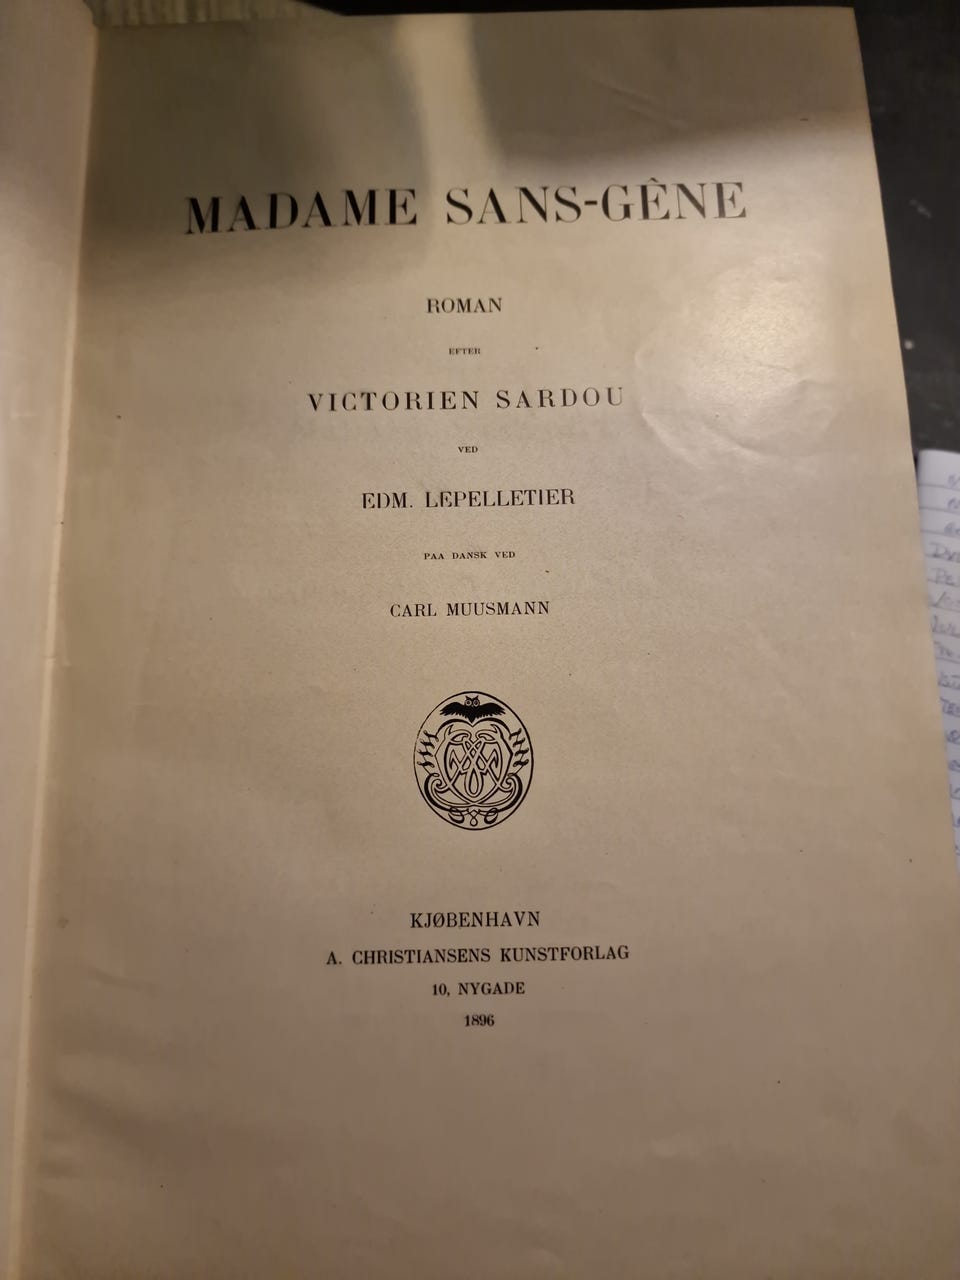 MADAME SANS-GÊNE
ROMAN
EFTER
VICTORIEN SARDOU
VED
EDM. LEPELLETIER
PAA DANSK VED
CARL MUUSMANN
KJØBENHAVN
A. CHRISTIANSENS KUNSTFORLAG
10, NYGADE
1896